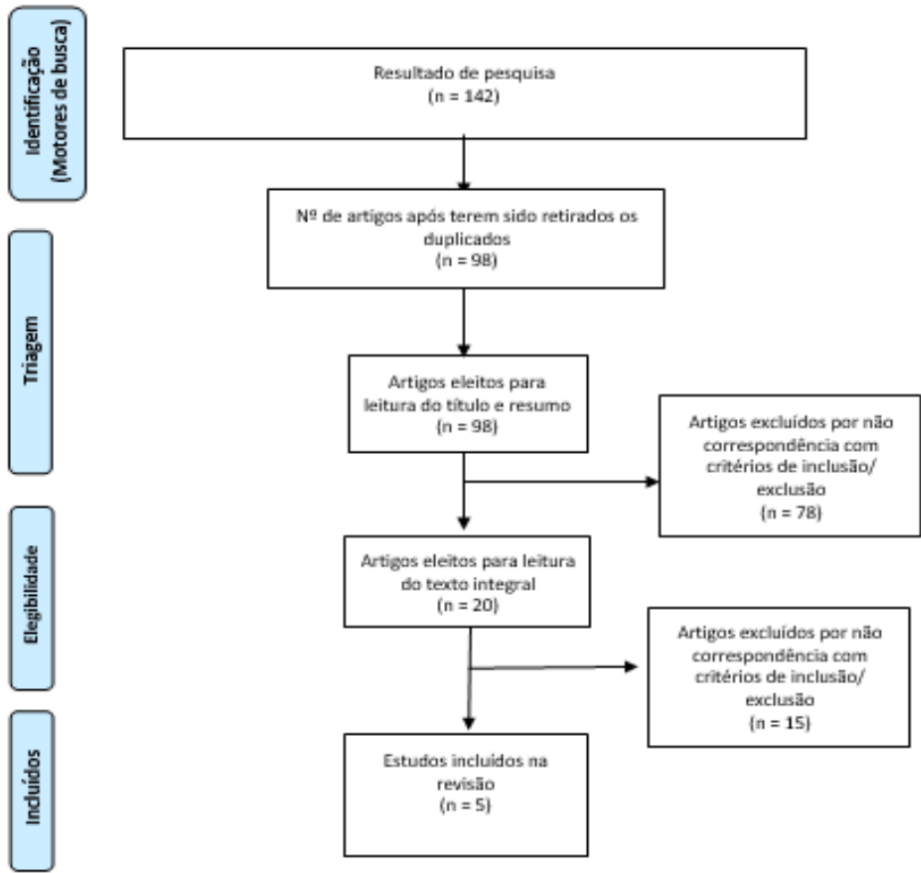 Identificação
(Motores de busca)
Resultado de pesquisa
(n = 142)
Nº de artigos após terem sido retirados os
duplicados
(n = 98)
Triagem
Artigos eleitos para
leitura do título e resumo
(n = 98)
Artigos excluídos por não
correspondência com
critérios de inclusão/
exclusão
(n = 78)
Elegibilidade
Artigos eleitos para leitura
do texto integral
(n = 20)
Artigos excluídos por não
correspondência com
critérios de inclusão/
exclusão
(n = 15)
Incluídos
Estudos incluídos na
revisão
(n = 5)